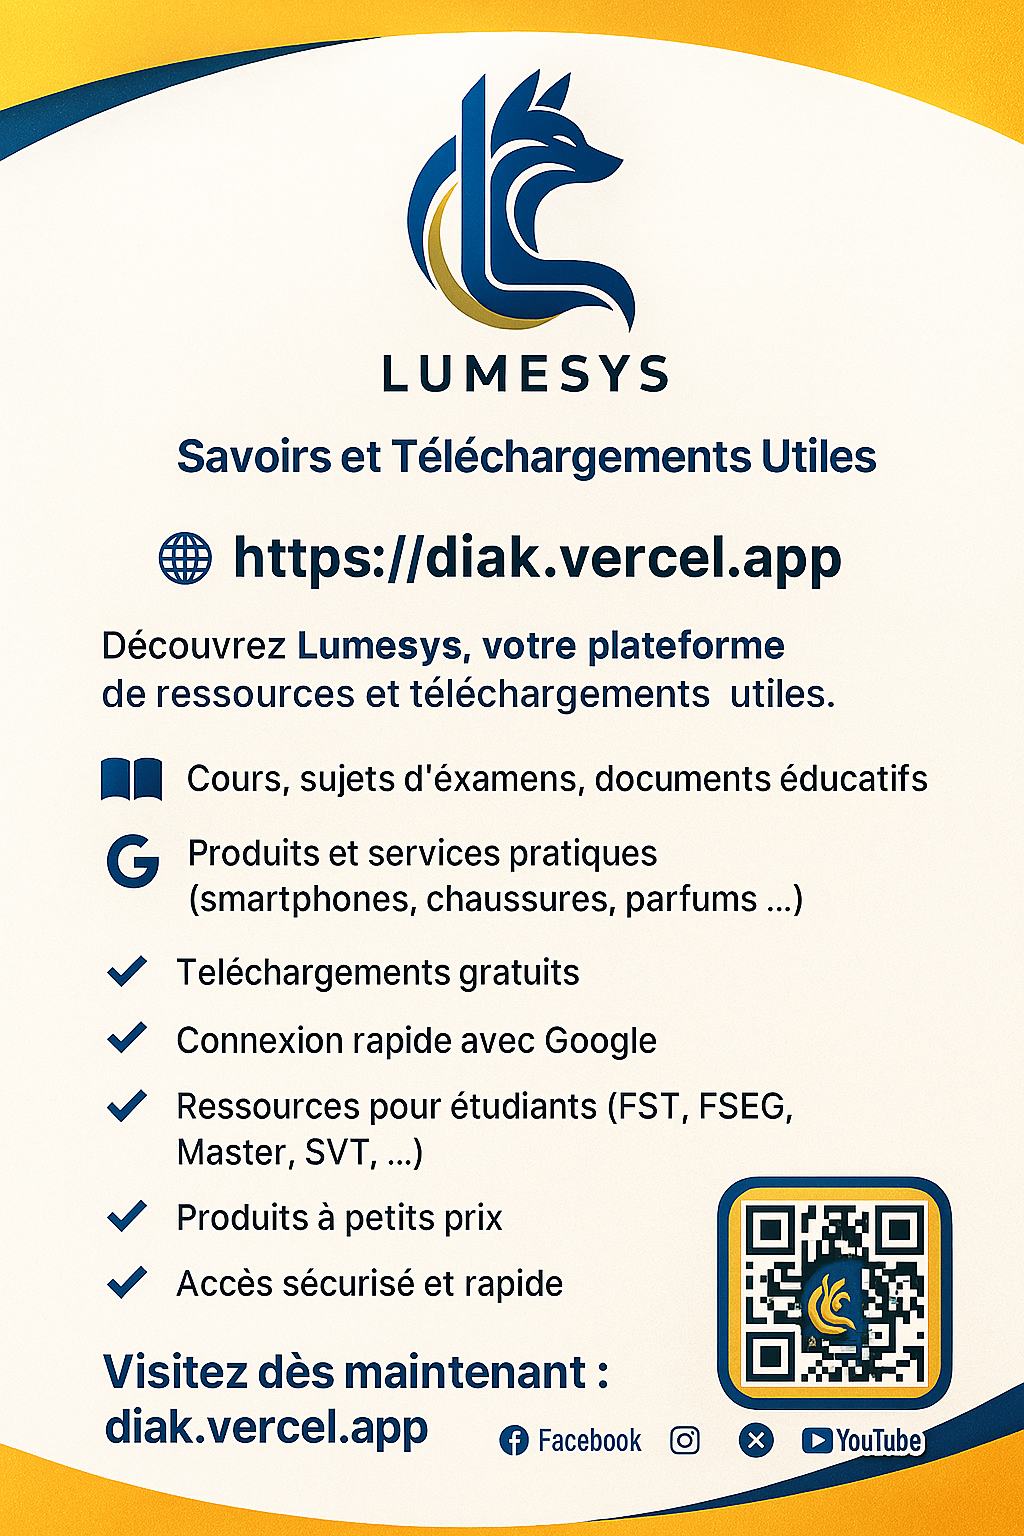 LUMESYS
Savoirs et Téléchargements Utiles
https://diak.vercel.app
Découvrez Lumesys, votre plateforme
de ressources et téléchargements utiles.
Cours, sujets d'éxamens, documents éducatifs
Produits et services pratiques
(smartphones, chaussures, parfums ...)
Teléchargements gratuits
Connexion rapide avec Google
Ressources pour étudiants (FST, FSEG,
Master, SVT, ...)
Produits à petits prix
Accès sécurisé et rapide
Visitez dès maintenant :
diak.vercel.app
Facebook
YouTube